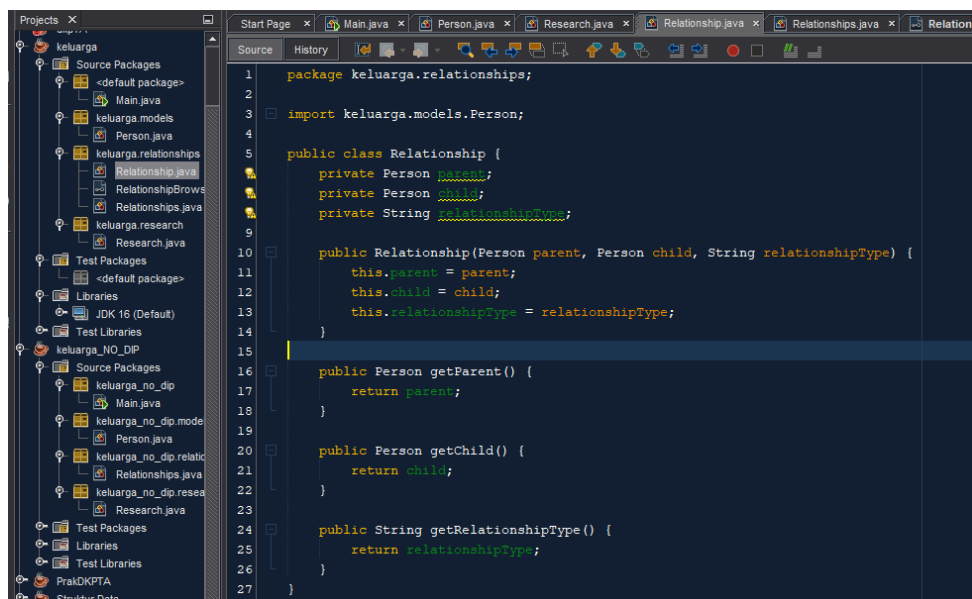 Projects ×
Start Page × Main.java × Person.java × Research.java × Relationship.java × Relationships.java × Relation
keluarga
Source Packages
<default package>
Main.java
keluarga.models
Person.java
keluarga.relationships
Relationship.java
RelationshipBrows
Relationships.java
keluarga.research
Research.java
Test Packages
<default package>
Libraries
JDK 16 (Default)
Test Libraries
keluarga_NO_DIP
Source Packages
keluarga_no_dip
Main.java
keluarga_no_dip.mode
Person.java
keluarga_no_dip.relatic
Relationships.java
keluarga_no_dip.resea
Research.java
Test Packages
Libraries
Test Libraries
PrakDKPTA
Struktur Data
Source History
1 package keluarga.relationships;
2
3 import keluarga.models.Person;
4
5 public class Relationship {
private Person parent;
private Person child;
private String relationshipType;
9
10 public Relationship(Person parent, Person child, String relationshipType) {
11 this.parent = parent;
12 this.child = child;
13 this.relationshipType = relationshipType;
14 }
15
16 public Person getParent() {
17 return parent;
18 }
19
20 public Person getChild() {
21 return child;
22 }
23
24 public String getRelationshipType() {
25 return relationshipType;
26 }
27 }